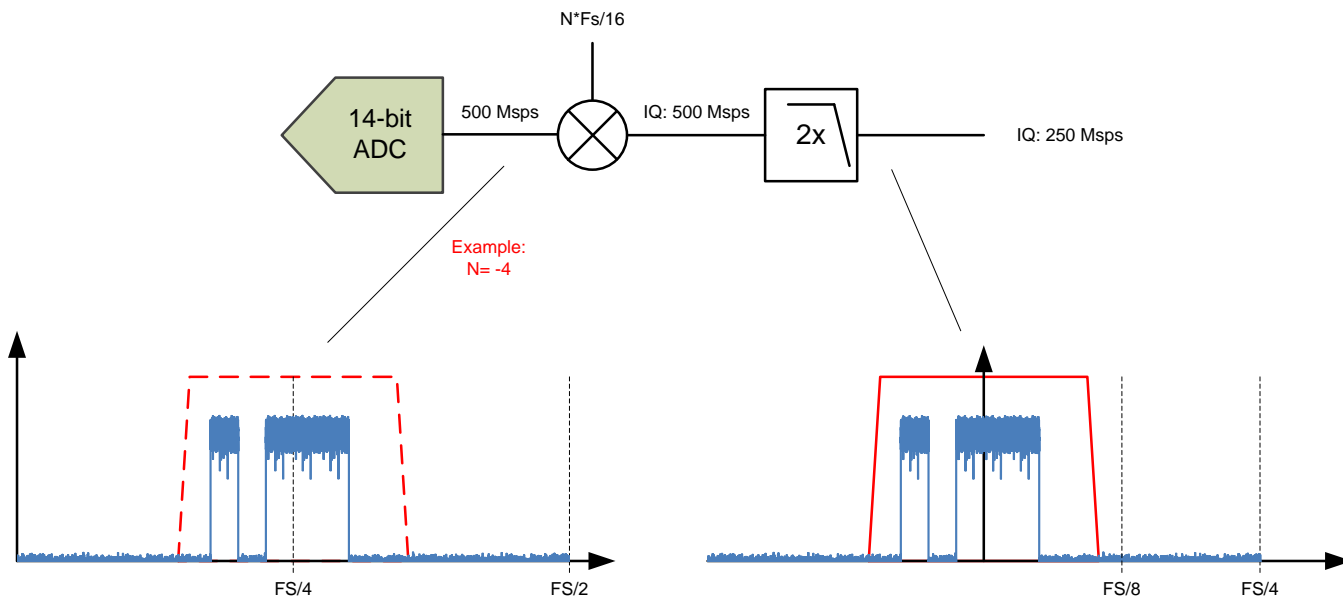 N*Fs/16
14-bit
ADC
500 Msps
IQ: 500 Msps
2x
IQ: 250 Msps
Example:
N= -4
FS/4
FS/2
FS/8
FS/4